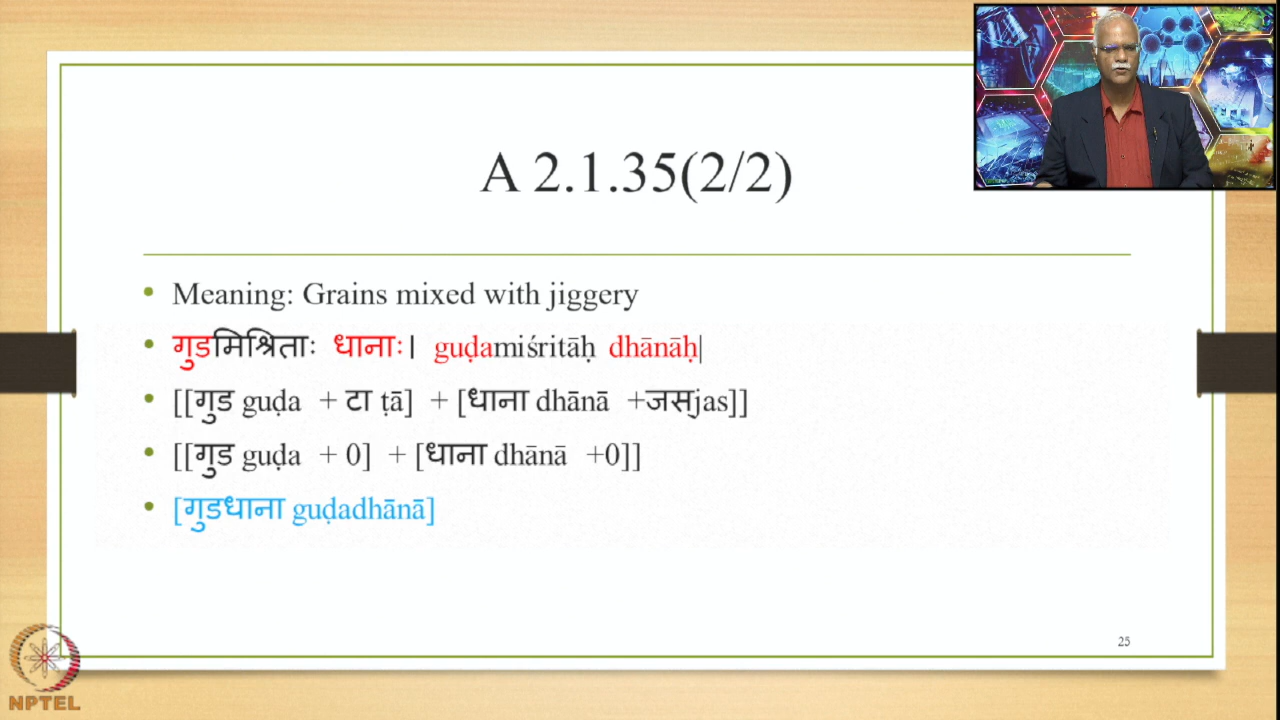 A 2.1.35(2/2)
• Meaning: Grains mixed with jiggery
• गुडमिश्रिताः धानाः। guḍamiśritāḥ dhānāḥ|
• [[गुड guḍa + टा ṭā] + [धाना dhānā +जस्jas]]
• [[गुड guḍa + 0] + [धाना dhānā +0]]
• [गुडधाना guḍadhānā]
25
NPTEL